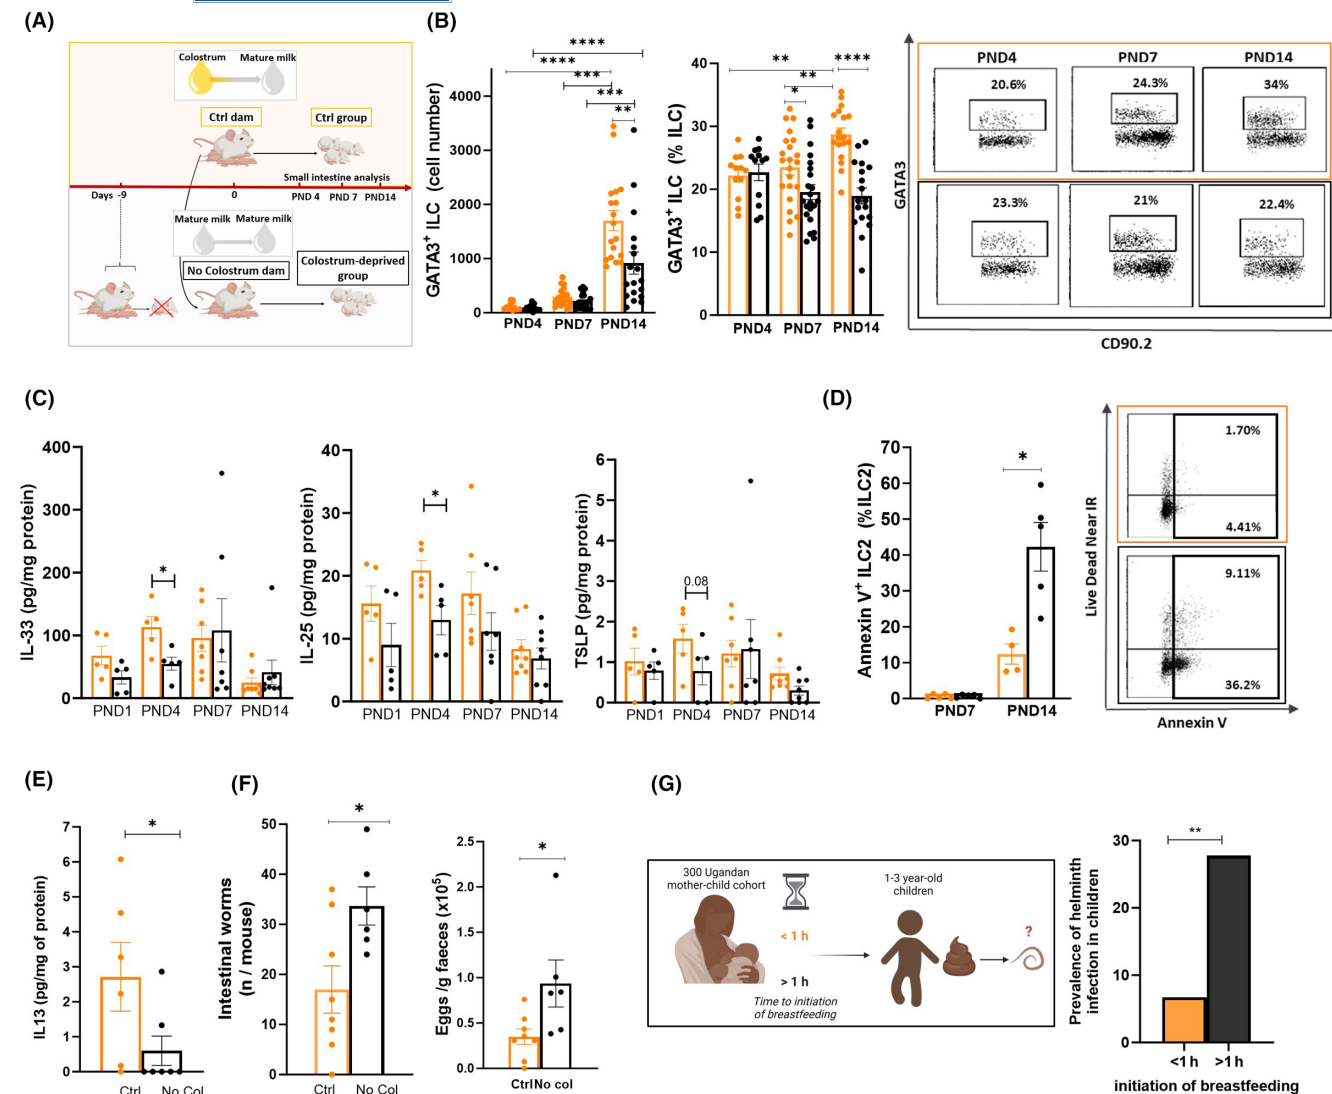 (A)
Colostrum
Mature milk
Ctrl dam
Ctrl group
Small intestine analysis
Days -9
0
PND 4
PND 7
PND14
Mature milk
Mature milk
No Colostrum dam
Colostrum-deprived
group
(B)
GATA3+ ILC (cell number)
4000
3000
2000
1000
0
****
****
***
***
**
PND4
PND7
PND14
GATA3+ ILC (% ILC)
40
30
20
10
0
**
****
**
*
PND4
PND7
PND14
GATA3
PND4
PND7
PND14
20.6%
24.3%
34%
23.3%
21%
22.4%
CD90.2
(C)
IL-33 (pg/mg protein)
400
300
200
100
0
*
PND1
PND4
PND7
PND14
IL-25 (pg/mg protein)
40
30
20
10
0
*
PND1
PND4
PND7
PND14
TSLP (pg/mg protein)
6
5
4
3
2
1
0
0.08
PND1
PND4
PND7
PND14
(D)
Annexin V+ ILC2 (% ILC2)
70
60
50
40
30
20
10
0
*
PND7
PND14
Live Dead Near IR
1.70%
4.41%
9.11%
36.2%
Annexin V
(E)
IL13 (pg/mg of protein)
7
6
5
4
3
2
1
0
*
Ctrl
No Col
(F)
Intestinal worms
(n / mouse)
50
40
30
20
10
0
*
Ctrl
No Col
Eggs /g faeces (x10⁵)
2.5
2.0
1.5
1.0
0.5
0.0
*
Ctrl
No col
(G)
300 Ugandan
mother-child cohort
< 1 h
> 1 h
Time to initiation
of breastfeeding
1-3 year-old
children
?
Prevalence of helminth
infection in children
30
20
10
0
**
<1 h
>1 h
initiation of breastfeeding